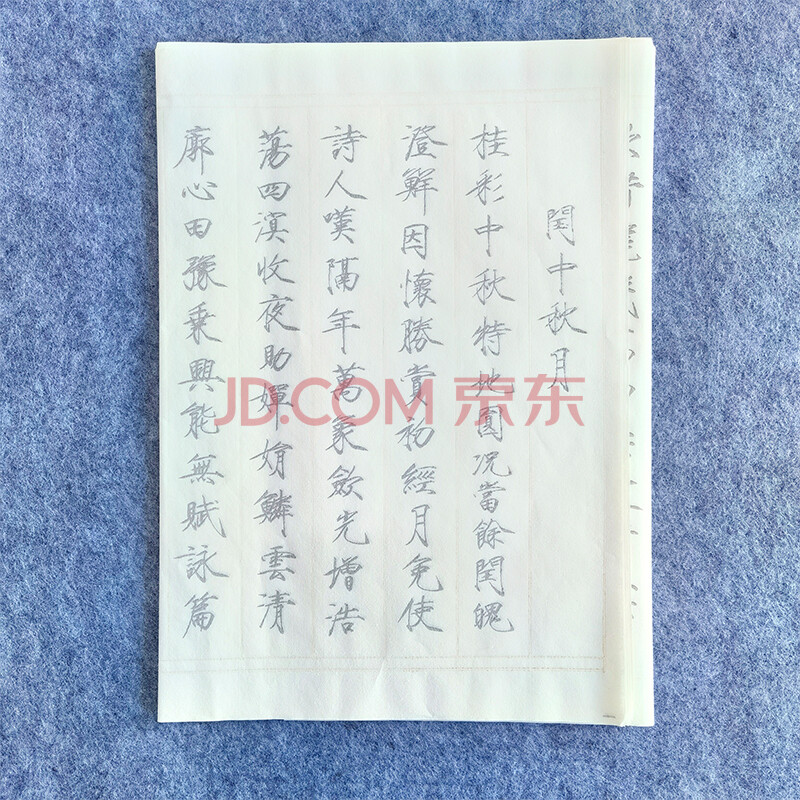 閏中秋月
桂彩中秋特地圓況當餘閏魄
澄鮮因懷勝賞初經月免使
詩人嘆隔年萬象斂光增浩
蕩四溟收夜助嬋娟鱗雲清
廓心田豫乗興能無賦詠篇
JD.COM 京东